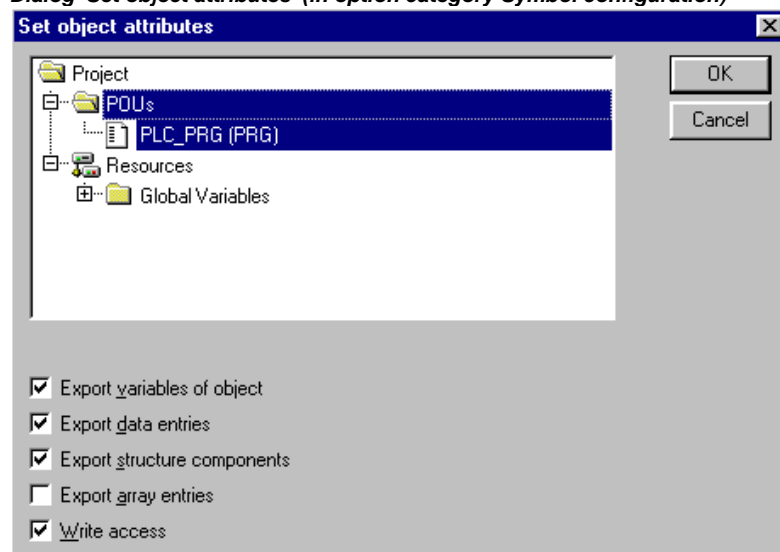 Dialog 'Set object attributes' (in option category Symbol configuration)
Set object attributes
Project
OK
POUs
Cancel
PLC_PRG (PRG)
Resources
Global Variables
Export variables of object
Export data entries
Export structure components
Export array entries
Write access